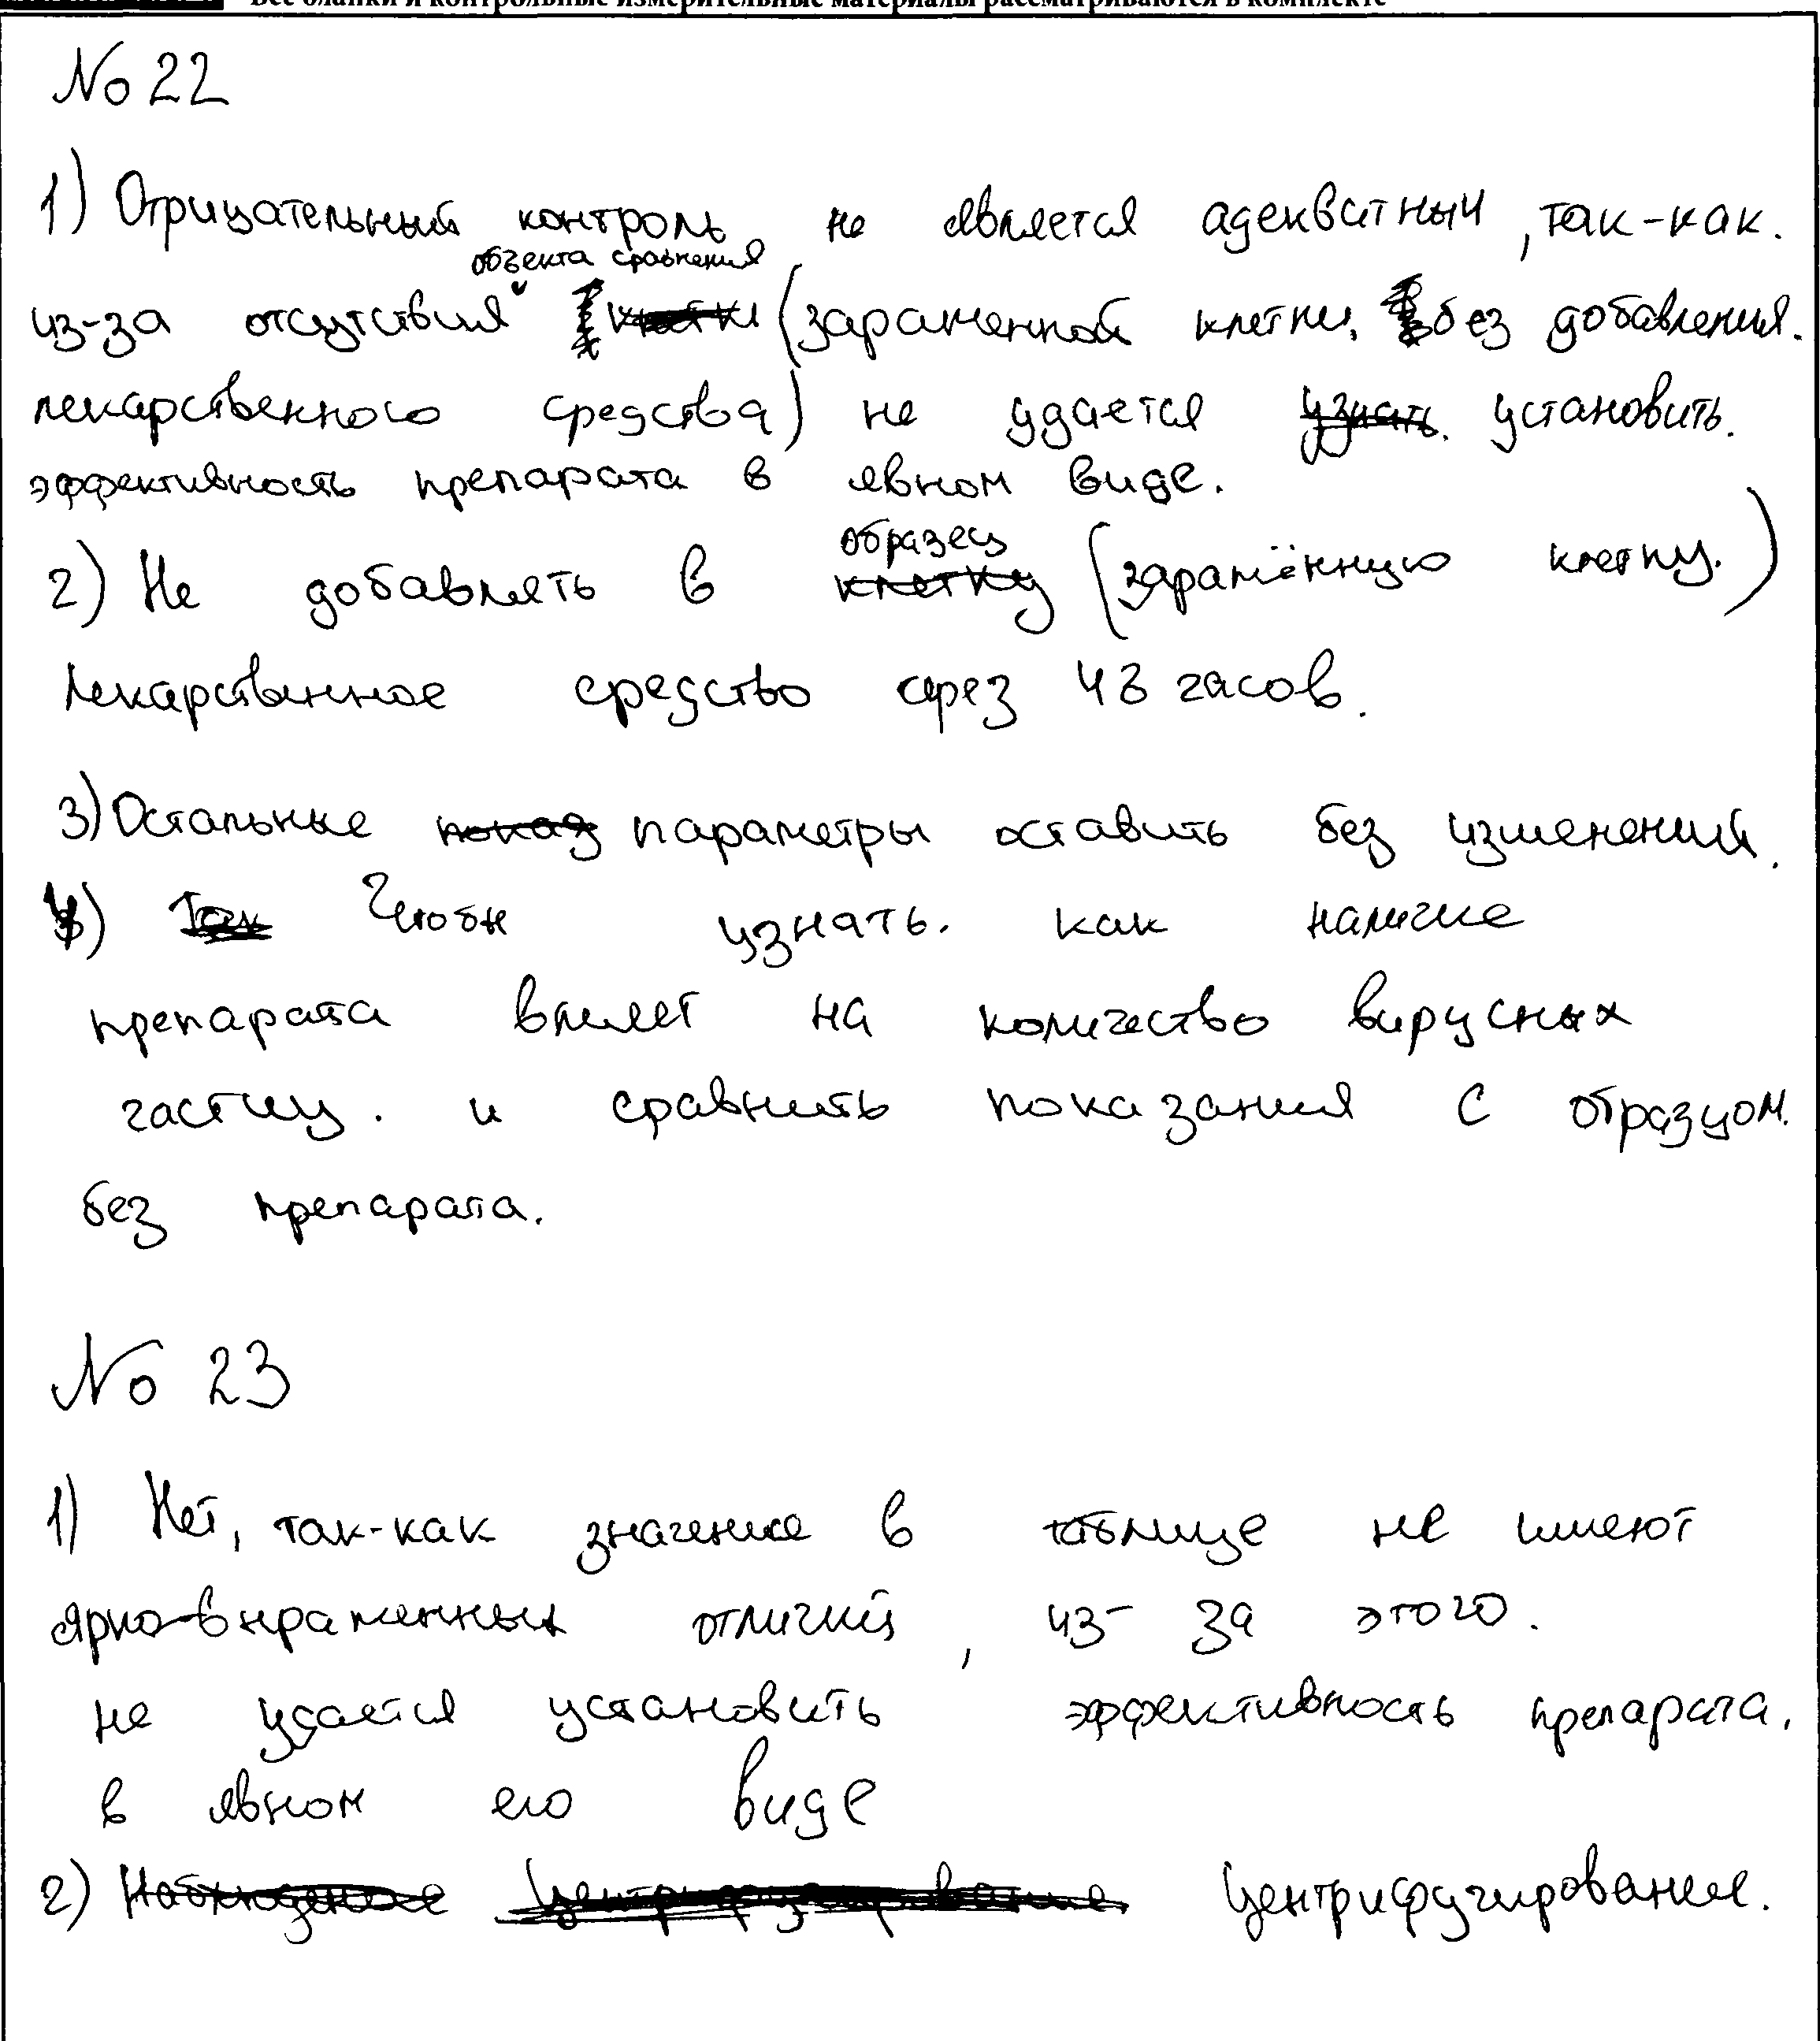 Все бланки и контрольные измерительные материалы рассматриваются в комплекте
№ 22
1) Отрицательный контроль не является адекватным, так-как.
объекта сравнения
из-за отсутствия (заражённой клетки, без добавления.
лекарственного средства) не удается узнать. установить.
эффективность препарата в явном виде.
образец
2) Не добавлять в клетку (заражённую клетку.)
лекарственное средство через 48 часов.
3) Остальные показ параметры оставить без изменений.
4) Так Чтобы узнать. как наличие
препарата влияет на количество вирусных
частиц. и сравнить показания с образцом.
без препарата.
№ 23
1) Нет, так-как значение в таблице не имеют
ярко-выраженных отличий, из-за этого.
не удается установить эффективность препарата.
в явном его виде
2) Наблюдение Центрифугирование Центрифугирование.